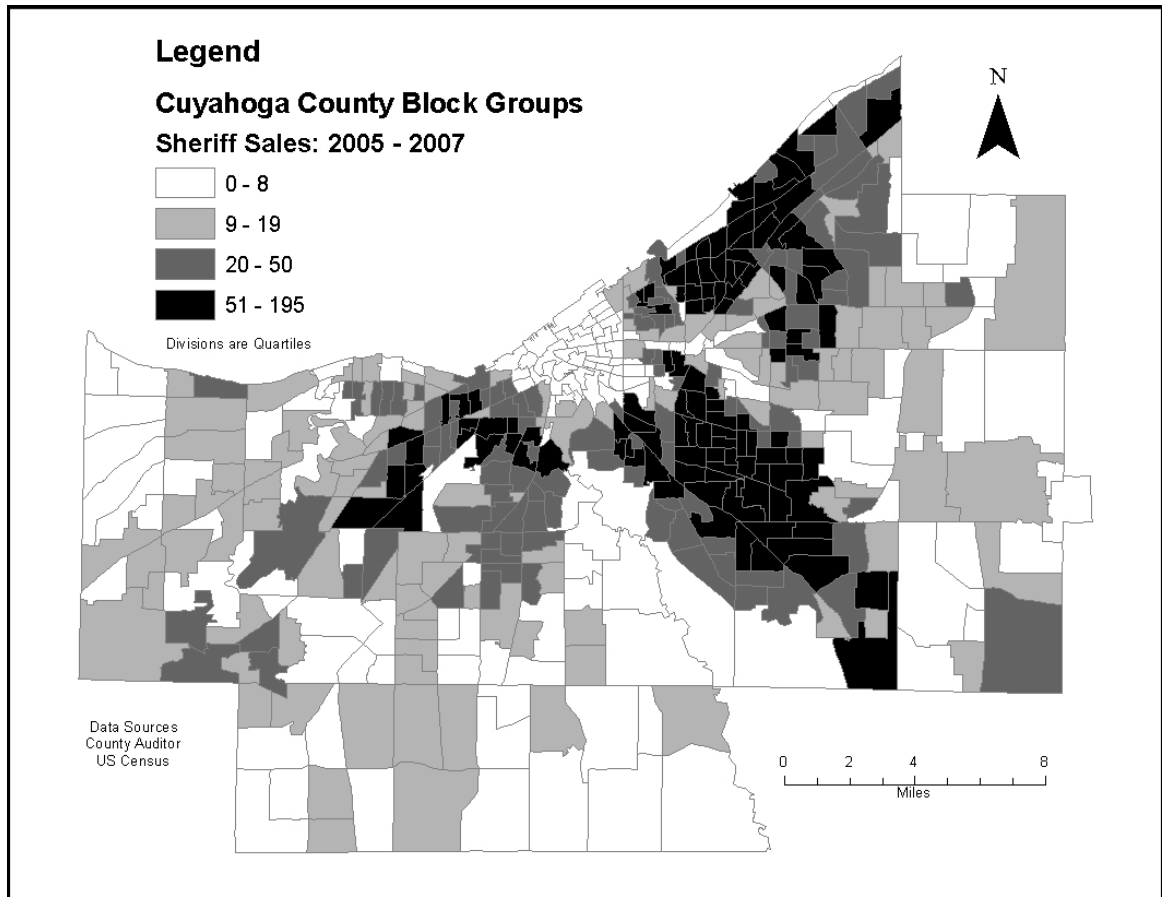 Legend
Cuyahoga County Block Groups
Sheriff Sales: 2005 - 2007
0 - 8
9 - 19
20 - 50
51 - 195
Divisions are Quartiles
N
Data Sources
County Auditor
US Census
0 2 4 8
Miles